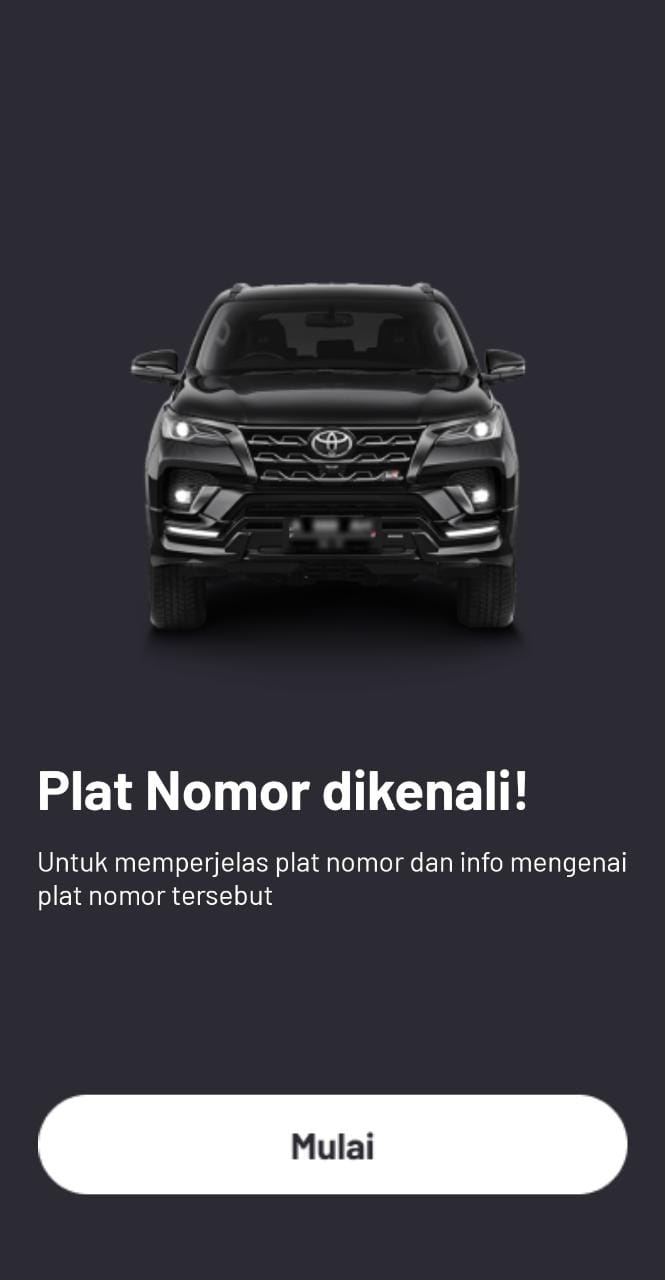 Plat Nomor dikenali!
Untuk memperjelas plat nomor dan info mengenai
plat nomor tersebut
Mulai